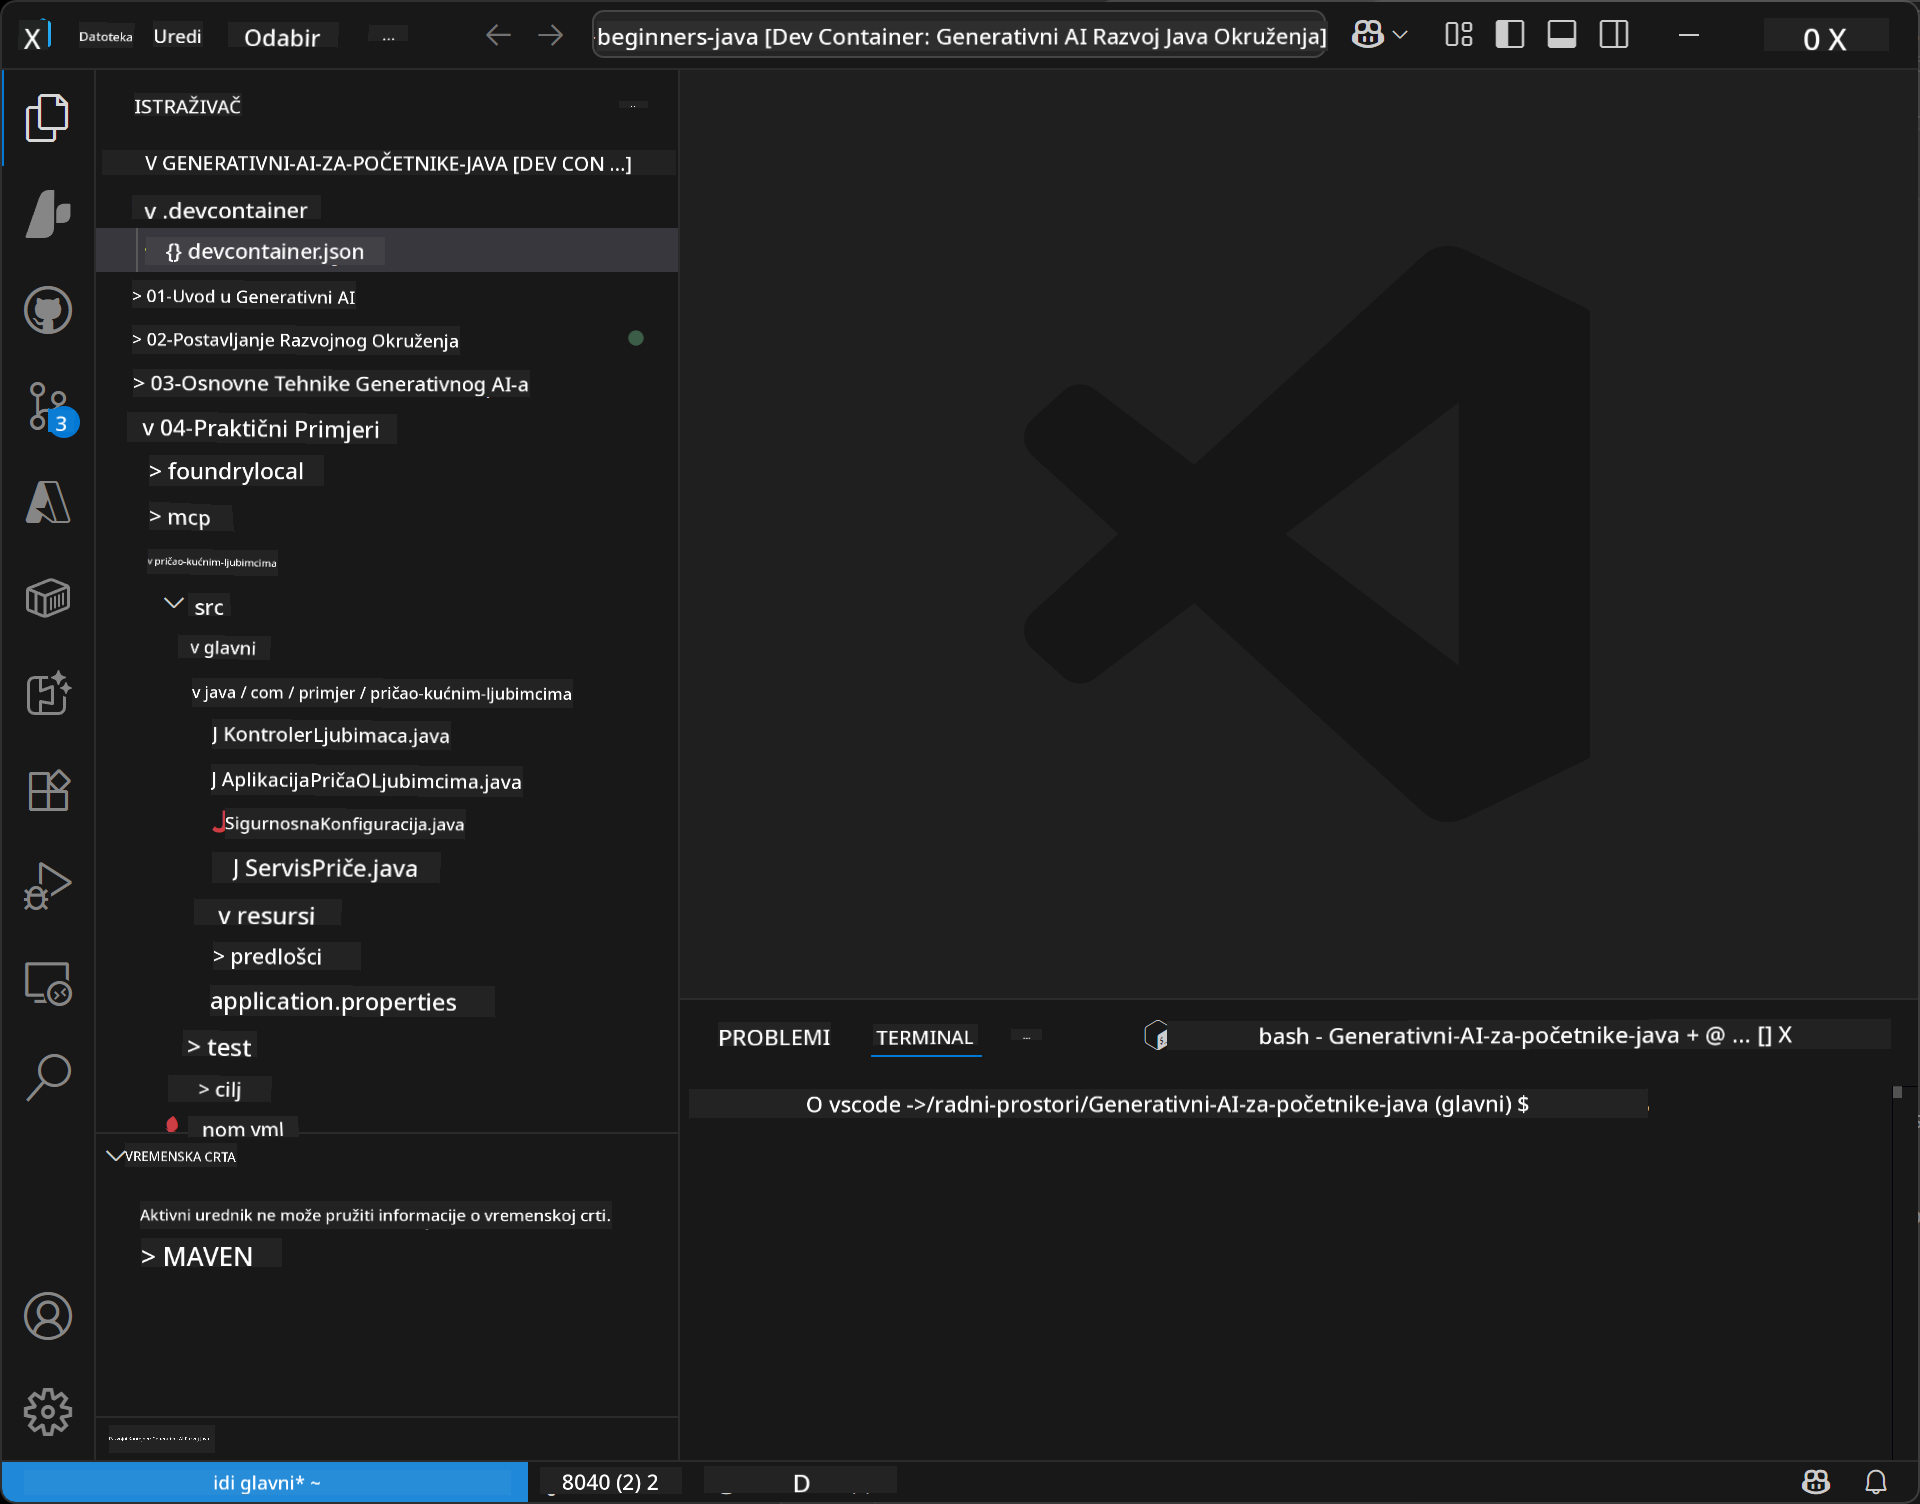 X Datoteka Uredi Odabir ...
beginners-java [Dev Container: Generativni AI Razvoj Java Okruženja]
0 X
ISTRAŽIVAČ
V GENERATIVNI-AI-ZA-POČETNIKE-JAVA [DEV CON ...]
v .devcontainer
{} devcontainer.json
> 01-Uvod u Generativni AI
> 02-Postavljanje Razvojnog Okruženja
> 03-Osnovne Tehnike Generativnog AI-a
3
v 04-Praktični Primjeri
> foundrylocal
> mcp
v pričao-kućnim-ljubimcima
src
v glavni
v java / com / primjer / pričao-kućnim-ljubimcima
J KontrolerLjubimaca.java
J AplikacijaPričaOLjubimcima.java
J SigurnosnaKonfiguracija.java
J ServisPriče.java
v resursi
> predlošci
application.properties
> test
> cilj
VREMENSKA CRTA
Aktivni urednik ne može pružiti informacije o vremenskoj crti.
> MAVEN
PROBLEMI TERMINAL ...
bash - Generativni-AI-za-početnike-java + @ ... [] X
O vscode ->/radni-prostori/Generativni-AI-za-početnike-java (glavni) $
idi glavni* ~
8040 (2) 2
D